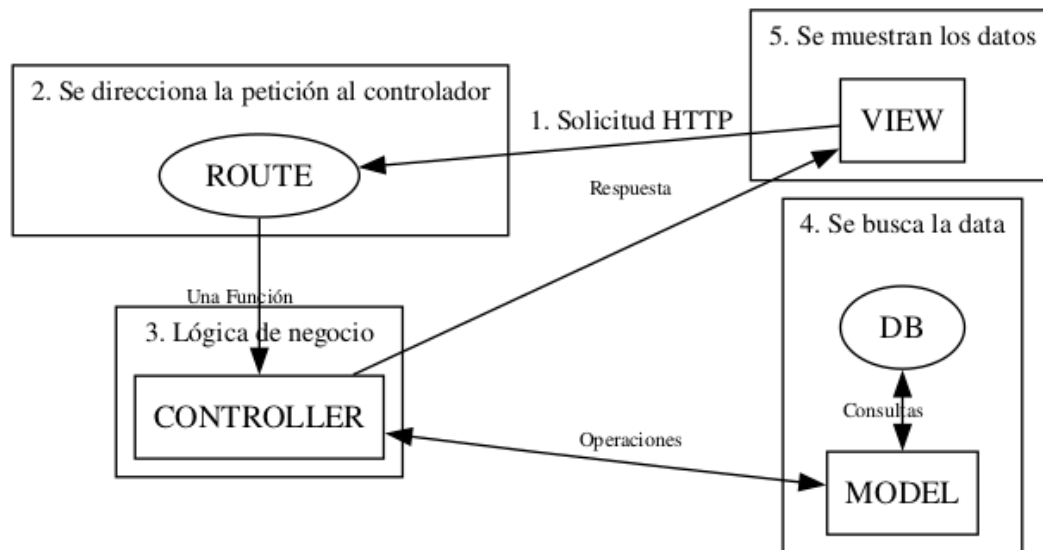 5. Se muestran los datos
2. Se direcciona la petición al controlador
1. Solicitud HTTP
VIEW
ROUTE
Respuesta
4. Se busca la data
Una Función
3. Lógica de negocio
DB
CONTROLLER
Consultas
Operaciones
MODEL